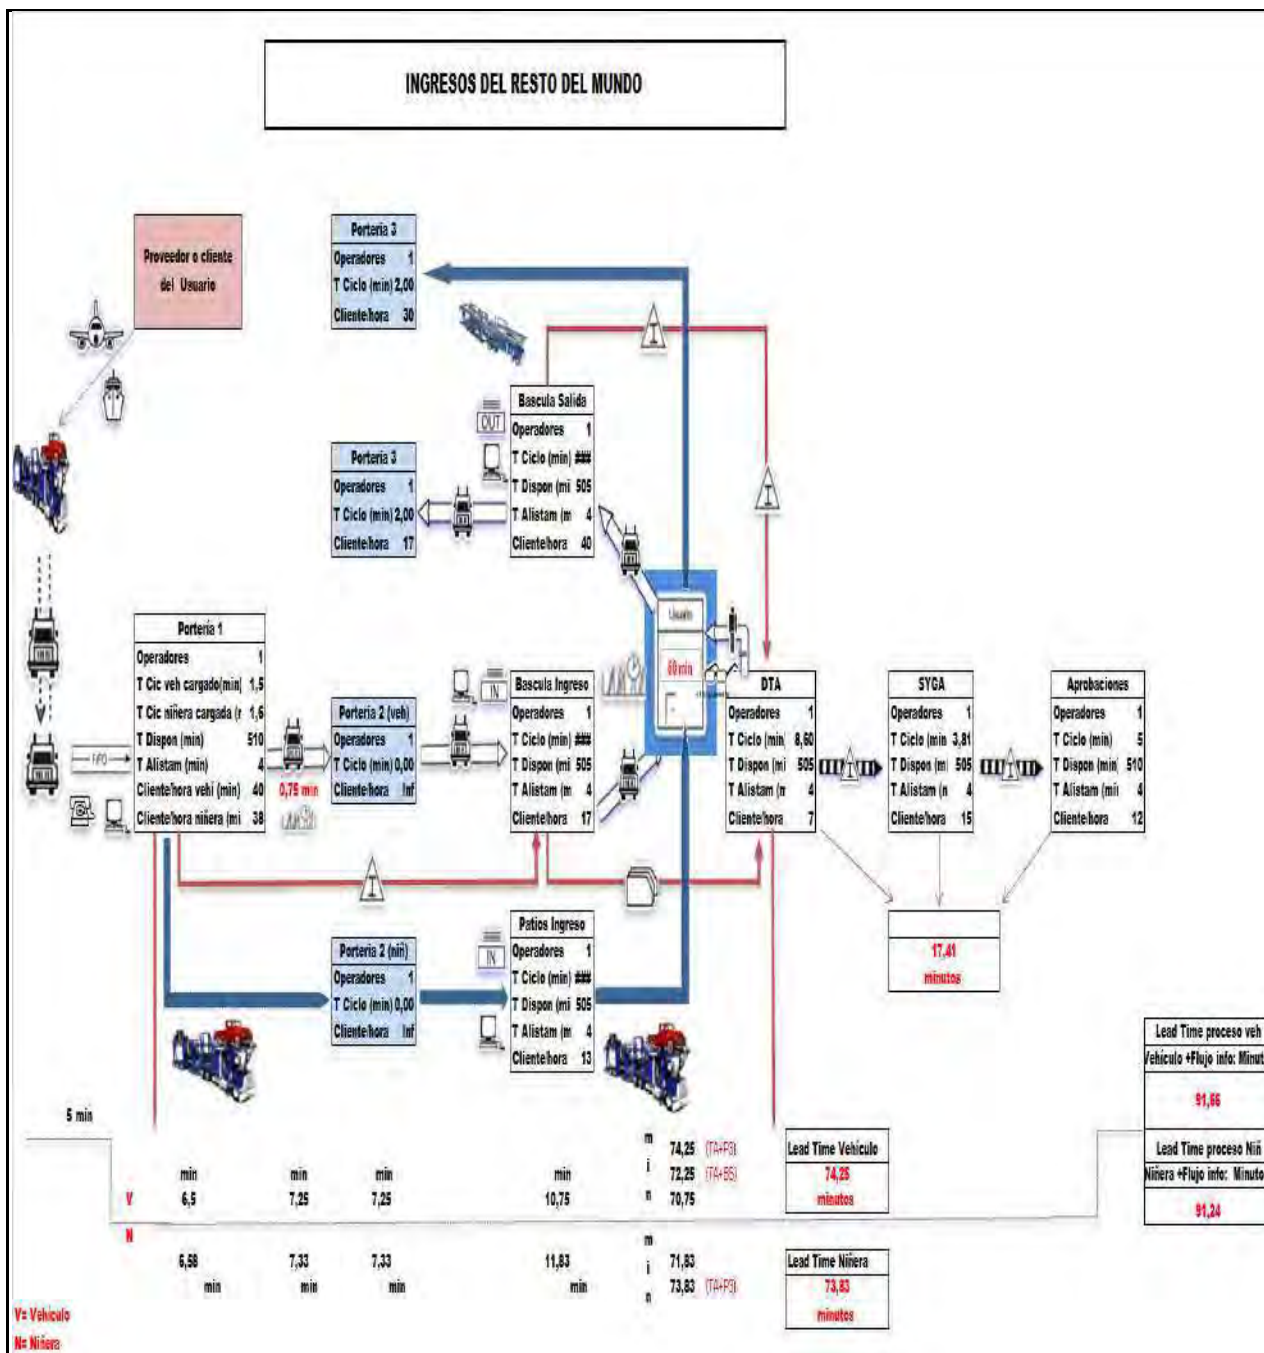 INGRESOS DEL RESTO DEL MUNDO
Proveedor o cliente
del Usuario
Porteria 3
Operadores 1
T Ciclo (min) 2,00
Cliente/hora 30
Bascula Salida
Operadores 1
T Ciclo (min) ###
T Dispon (mi 505
T Alistam (m 4
Cliente/hora 40
OUT
Porteria 3
Operadores 1
T Ciclo (min) 2,00
Cliente/hora 17
Porteria 1
Operadores 1
T Cic veh cargado(min) 1,5
T Cic niñera cargada (r 1,6
T Dispon (min) 510
T Alistam (min) 4
Cliente/hora vehi (min) 40
Cliente/hora niñera (mi 38
FIFO
0,75 min
Porteria 2 (veh)
Operadores 1
T Ciclo (min) 0,00
Cliente/hora Inf
IN
Bascula Ingreso
Operadores 1
T Ciclo (min) ###
T Dispon (mi 505
T Alistam (m 4
Cliente/hora 17
Usuario
60 min
DTA
Operadores 1
T Ciclo (min) 8,60
T Dispon (mi 505
T Alistam (m 4
Cliente/hora 7
SYGA
Operadores 1
T Ciclo (min 3,81
T Dispon (m 505
T Alistam (n 4
Cliente/hora 15
Aprobaciones
Operadores 1
T Ciclo (min) 5
T Dispon (min) 510
T Alistam (mi 4
Cliente/hora 12
17,41
minutos
Porteria 2 (niñ)
Operadores 1
T Ciclo (min) 0,00
Cliente/hora Inf
IN
Patios Ingreso
Operadores 1
T Ciclo (min) ###
T Dispon (mi 505
T Alistam (m 4
Cliente/hora 13
Lead Time proceso veh
Vehículo +Flujo info: Minut
91,66
Lead Time proceso Niñ
Niñera +Flujo info: Minuto
91,24
5 min
min min min min
V 6,5 7,25 7,25 10,75
m i n
74,25 (TA+P3)
72,25 (TA+BS)
70,75
Lead Time Vehículo
74,25
minutos
N
6,58 7,33 7,33 11,83
min min min min
m i n
71,83
73,83 (TA+P3)
Lead Time Niñera
73,83
minutos
V= Vehiculo
N= Niñera